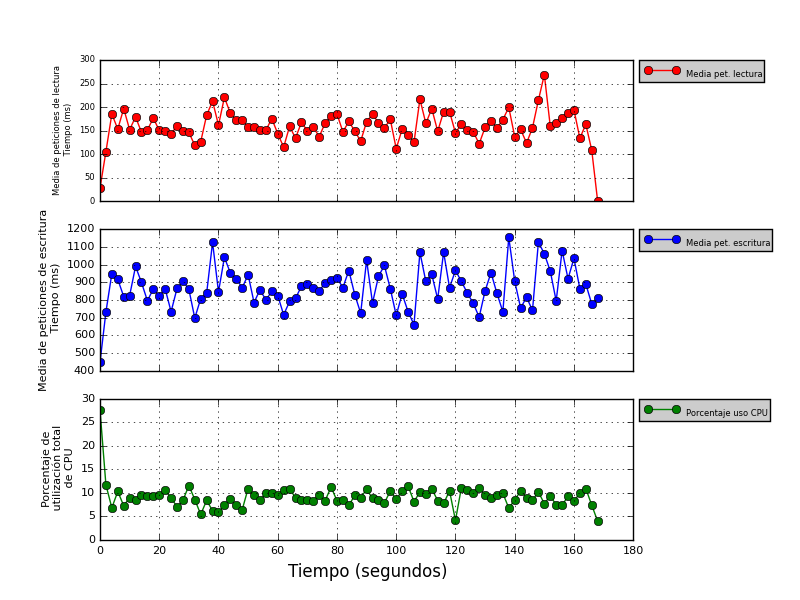 300
250
200
150
100
50
0
Media de peticiones de lectura
Tiempo (ms)
Media pet. lectura
1200
1100
1000
900
800
700
600
500
400
Media de peticiones de escritura
Tiempo (ms)
Media pet. escritura
30
25
20
15
10
5
0
Porcentaje de
utilización total
de CPU
Porcentaje uso CPU
0 20 40 60 80 100 120 140 160 180
Tiempo (segundos)